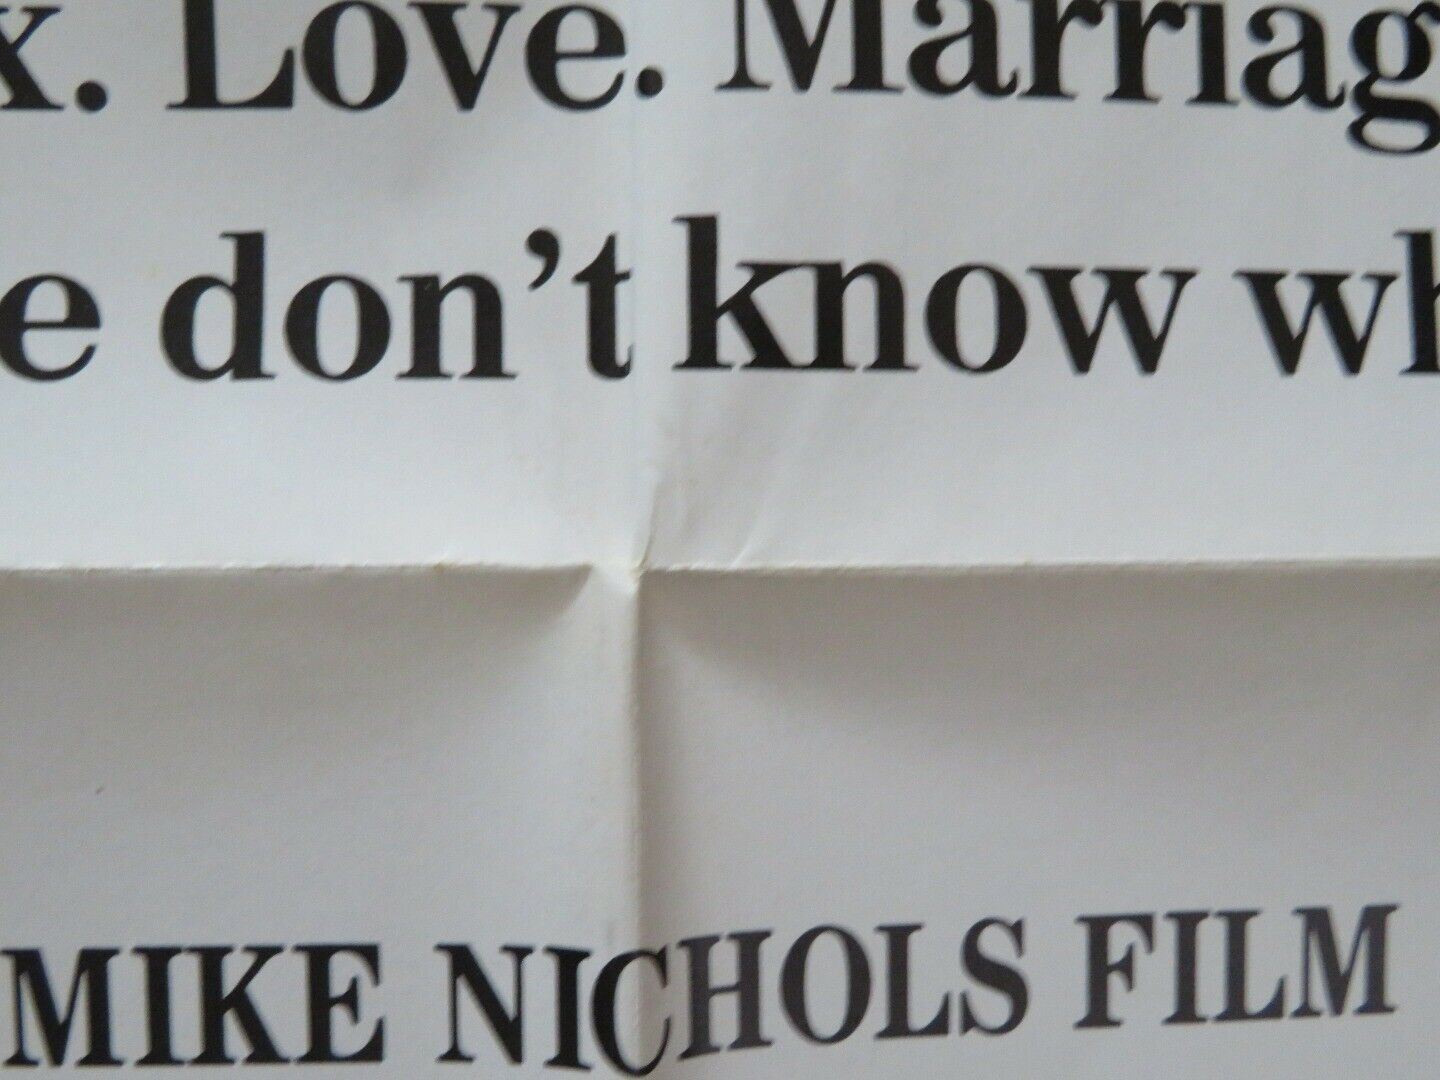 x. Love. Marriag
e don't know wh
MIKE NICHOLS FILM